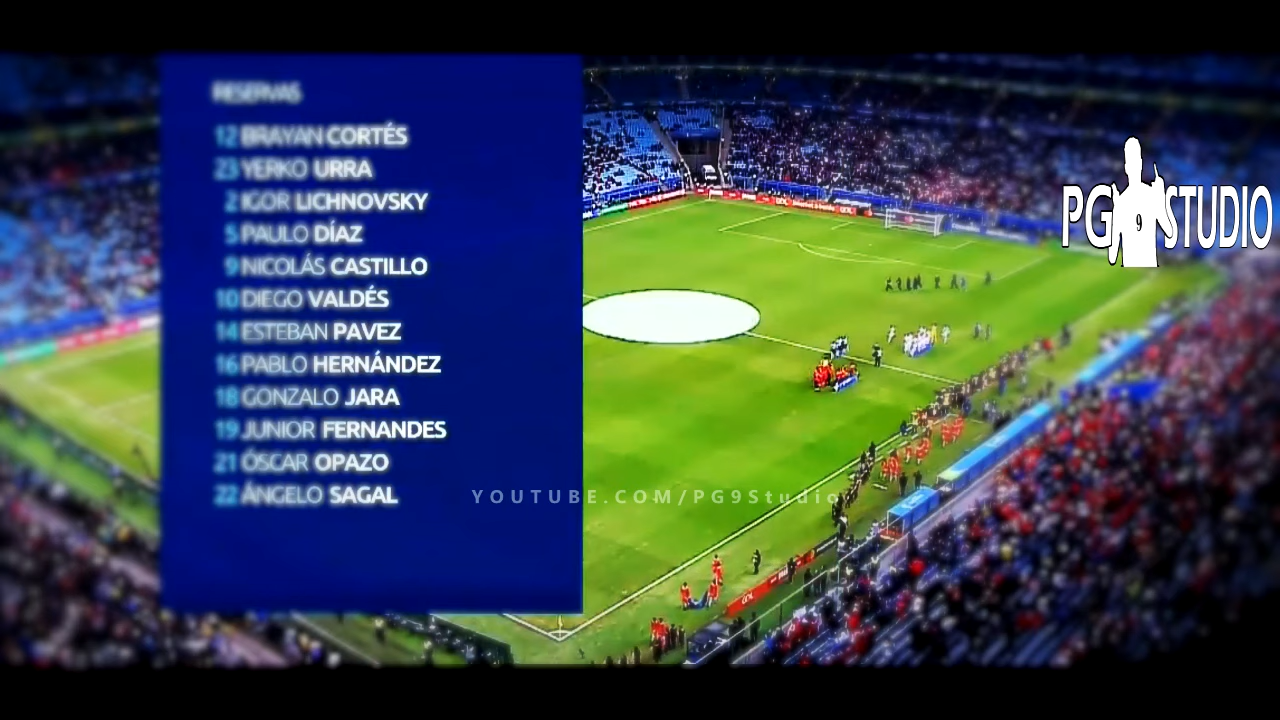 RESERVAS
12 BRAYAN CORTÉS
23 YERKO URRA
2 IGOR LICHNOVSKY
5 PAULO DÍAZ
9 NICOLÁS CASTILLO
10 DIEGO VALDÉS
14 ESTEBAN PAVEZ
16 PABLO HERNÁNDEZ
18 GONZALO JARA
19 JUNIOR FERNANDES
21 ÓSCAR OPAZO
22 ÁNGELO SAGAL
PG9STUDIO
YOUTUBE.COM/PG9Studio